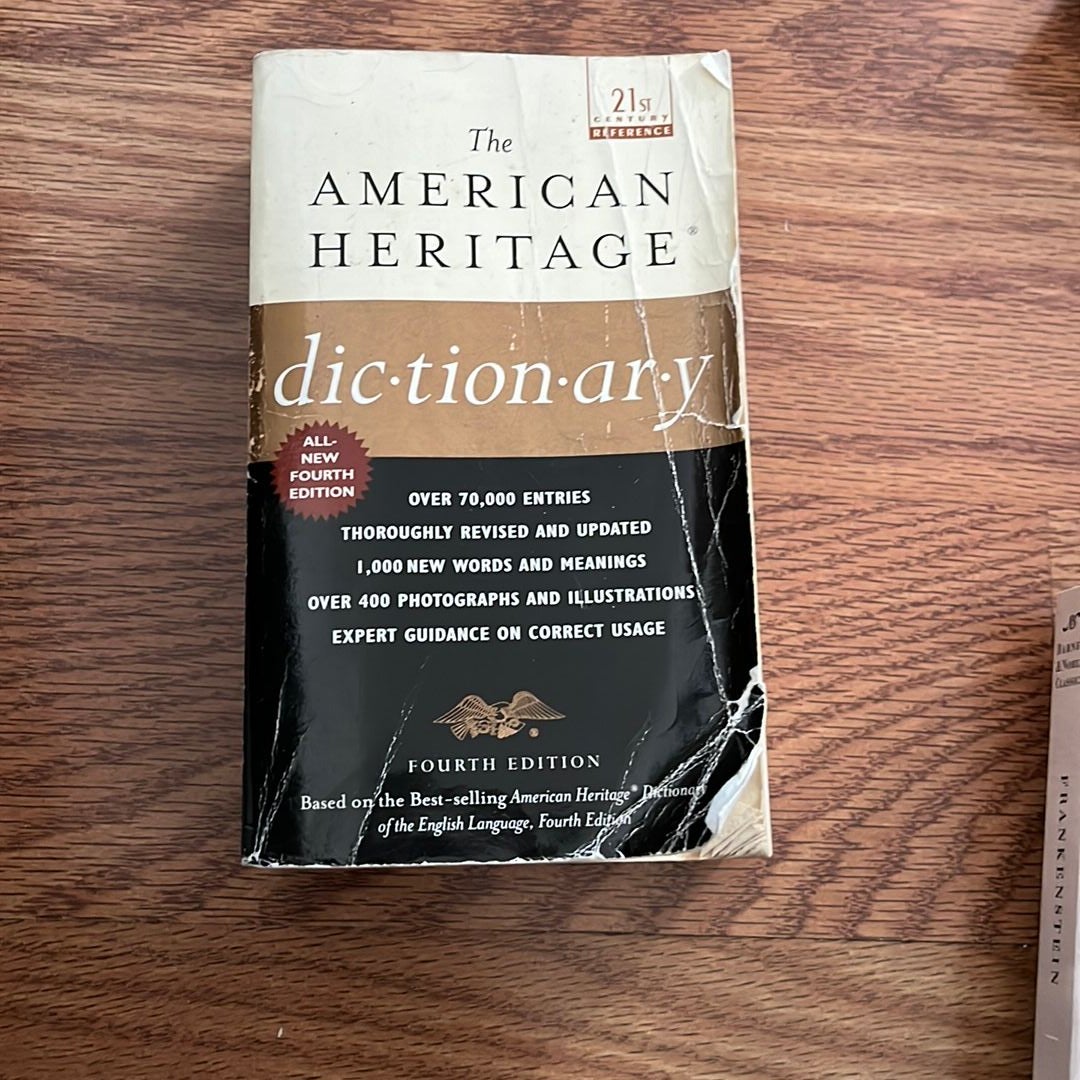 21ST
CENTURY
REFERENCE
The
AMERICAN
HERITAGE®
dic·tion·ar·y
ALL-
NEW
FOURTH
EDITION
OVER 70,000 ENTRIES
THOROUGHLY REVISED AND UPDATED
1,000 NEW WORDS AND MEANINGS
OVER 400 PHOTOGRAPHS AND ILLUSTRATIONS
EXPERT GUIDANCE ON CORRECT USAGE
®
FOURTH EDITION
Based on the Best-selling American Heritage® Dictionary
of the English Language, Fourth Edition
FRANKENSTEIN